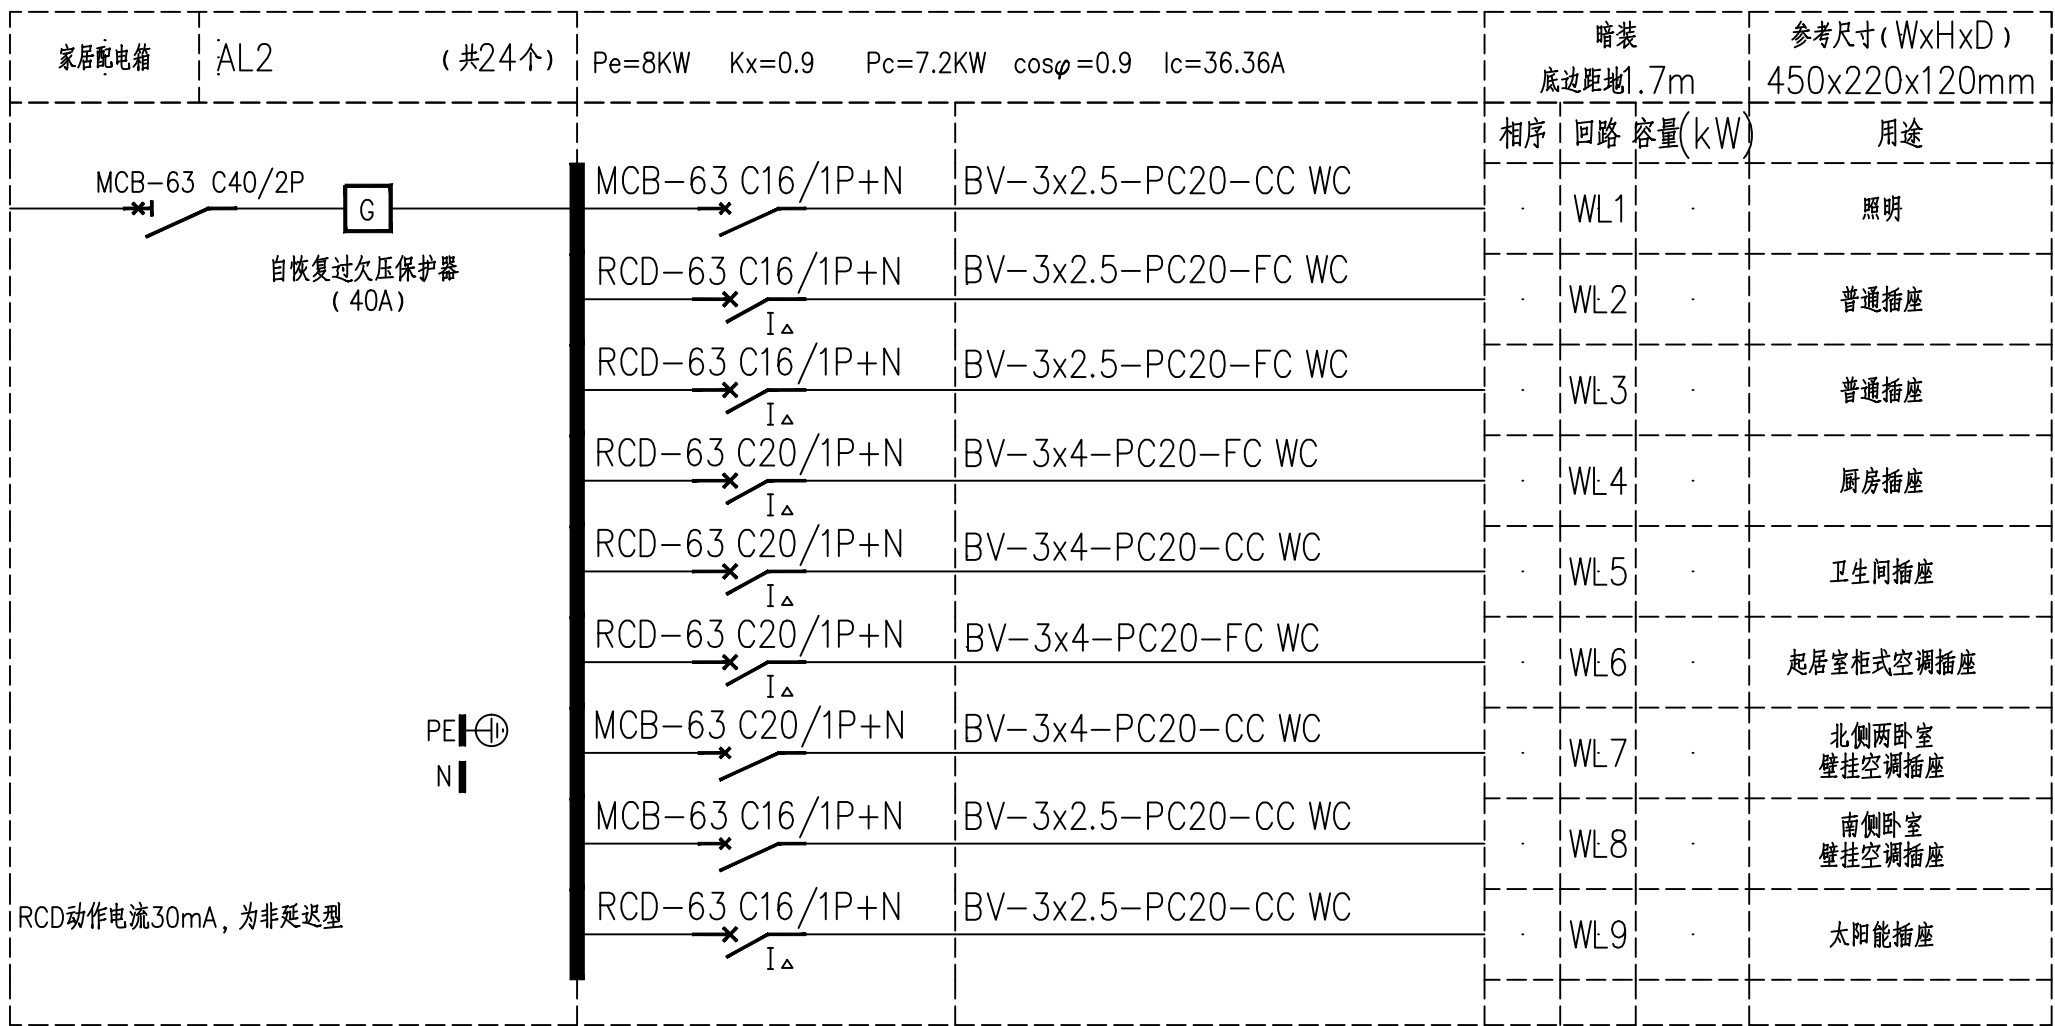 家居配电箱 AL2 (共24个) Pe=8KW Kx=0.9 Pc=7.2KW cosφ=0.9 Ic=36.36A
暗装
底边距地1.7m
参考尺寸(WxHxD)
450x220x120mm
相序 回路 容量(kW) 用途
MCB-63 C40/2P
G
自恢复过欠压保护器
(40A)
MCB-63 C16/1P+N BV-3x2.5-PC20-CC WC WL1 照明
RCD-63 C16/1P+N BV-3x2.5-PC20-FC WC WL2 普通插座
I△
RCD-63 C16/1P+N BV-3x2.5-PC20-FC WC WL3 普通插座
I△
RCD-63 C20/1P+N BV-3x4-PC20-FC WC WL4 厨房插座
I△
RCD-63 C20/1P+N BV-3x4-PC20-CC WC WL5 卫生间插座
I△
RCD-63 C20/1P+N BV-3x4-PC20-FC WC WL6 起居室柜式空调插座
I△
PE
N
MCB-63 C20/1P+N BV-3x4-PC20-CC WC WL7 北侧两卧室
壁挂空调插座
MCB-63 C16/1P+N BV-3x2.5-PC20-CC WC WL8 南侧卧室
壁挂空调插座
RCD-63 C16/1P+N BV-3x2.5-PC20-CC WC WL9 太阳能插座
I△
RCD动作电流30mA,为非延迟型